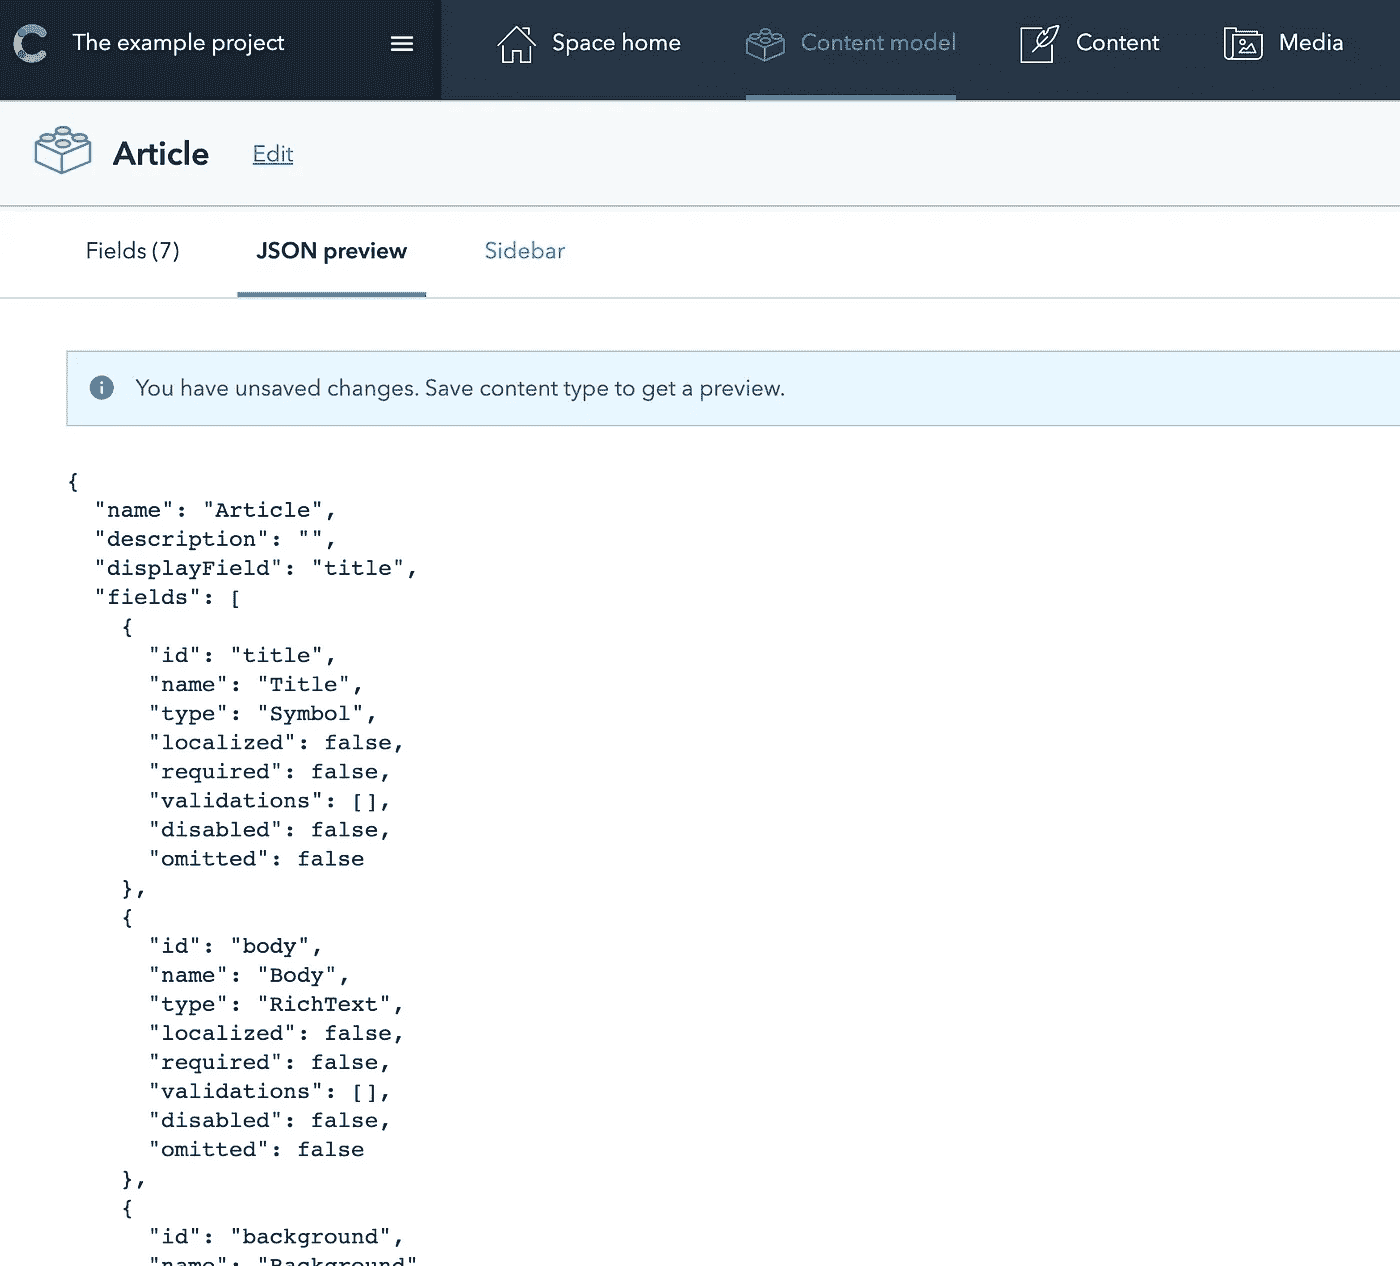 The example project
Space home
Content model
Content
Media
Article
Edit
Fields (7)
JSON preview
Sidebar
You have unsaved changes. Save content type to get a preview.
{
"name": "Article",
"description": "",
"displayField": "title",
"fields": [
{
"id": "title",
"name": "Title",
"type": "Symbol",
"localized": false,
"required": false,
"validations": [],
"disabled": false,
"omitted": false
},
{
"id": "body",
"name": "Body",
"type": "RichText",
"localized": false,
"required": false,
"validations": [],
"disabled": false,
"omitted": false
},
{
"id": "background",
"name": "Background"